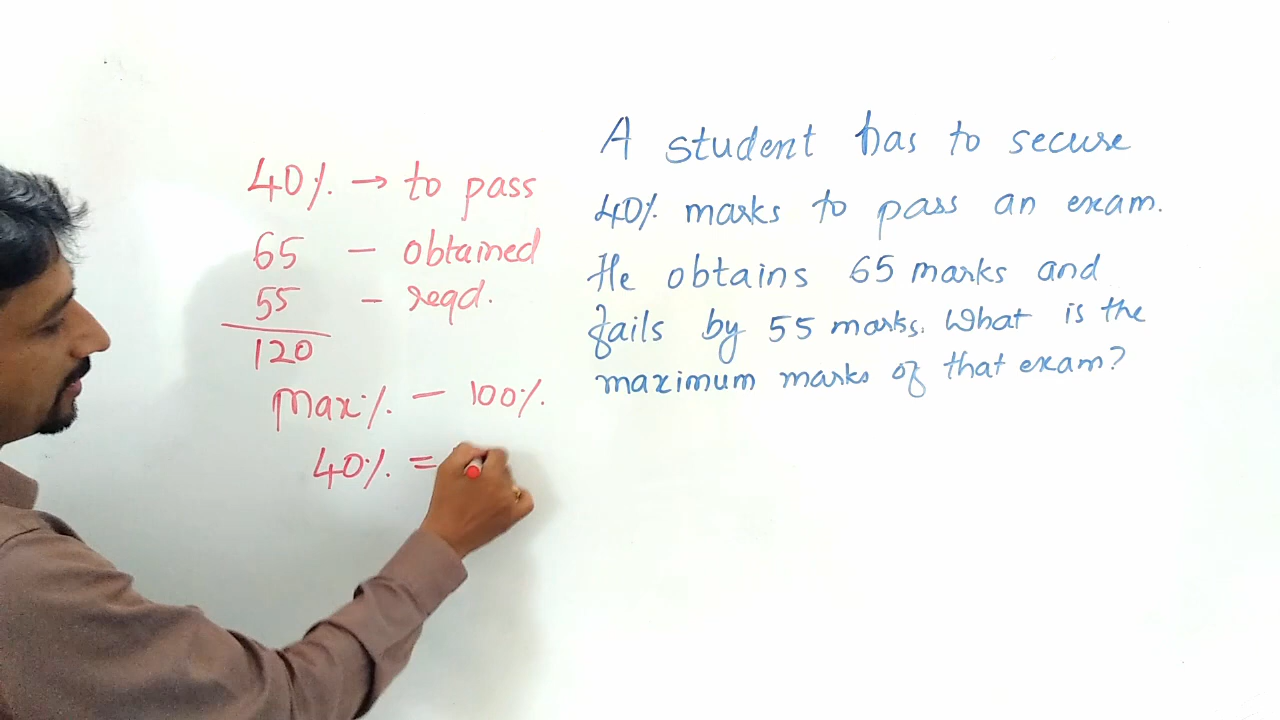 40% → to pass
65 - obtained
55 - reqd.
120
Max% - 100%.
40% =
A student has to secure
40% marks to pass an exam.
He obtains 65 marks and
fails by 55 marks. What is the
maximum marks of that exam?